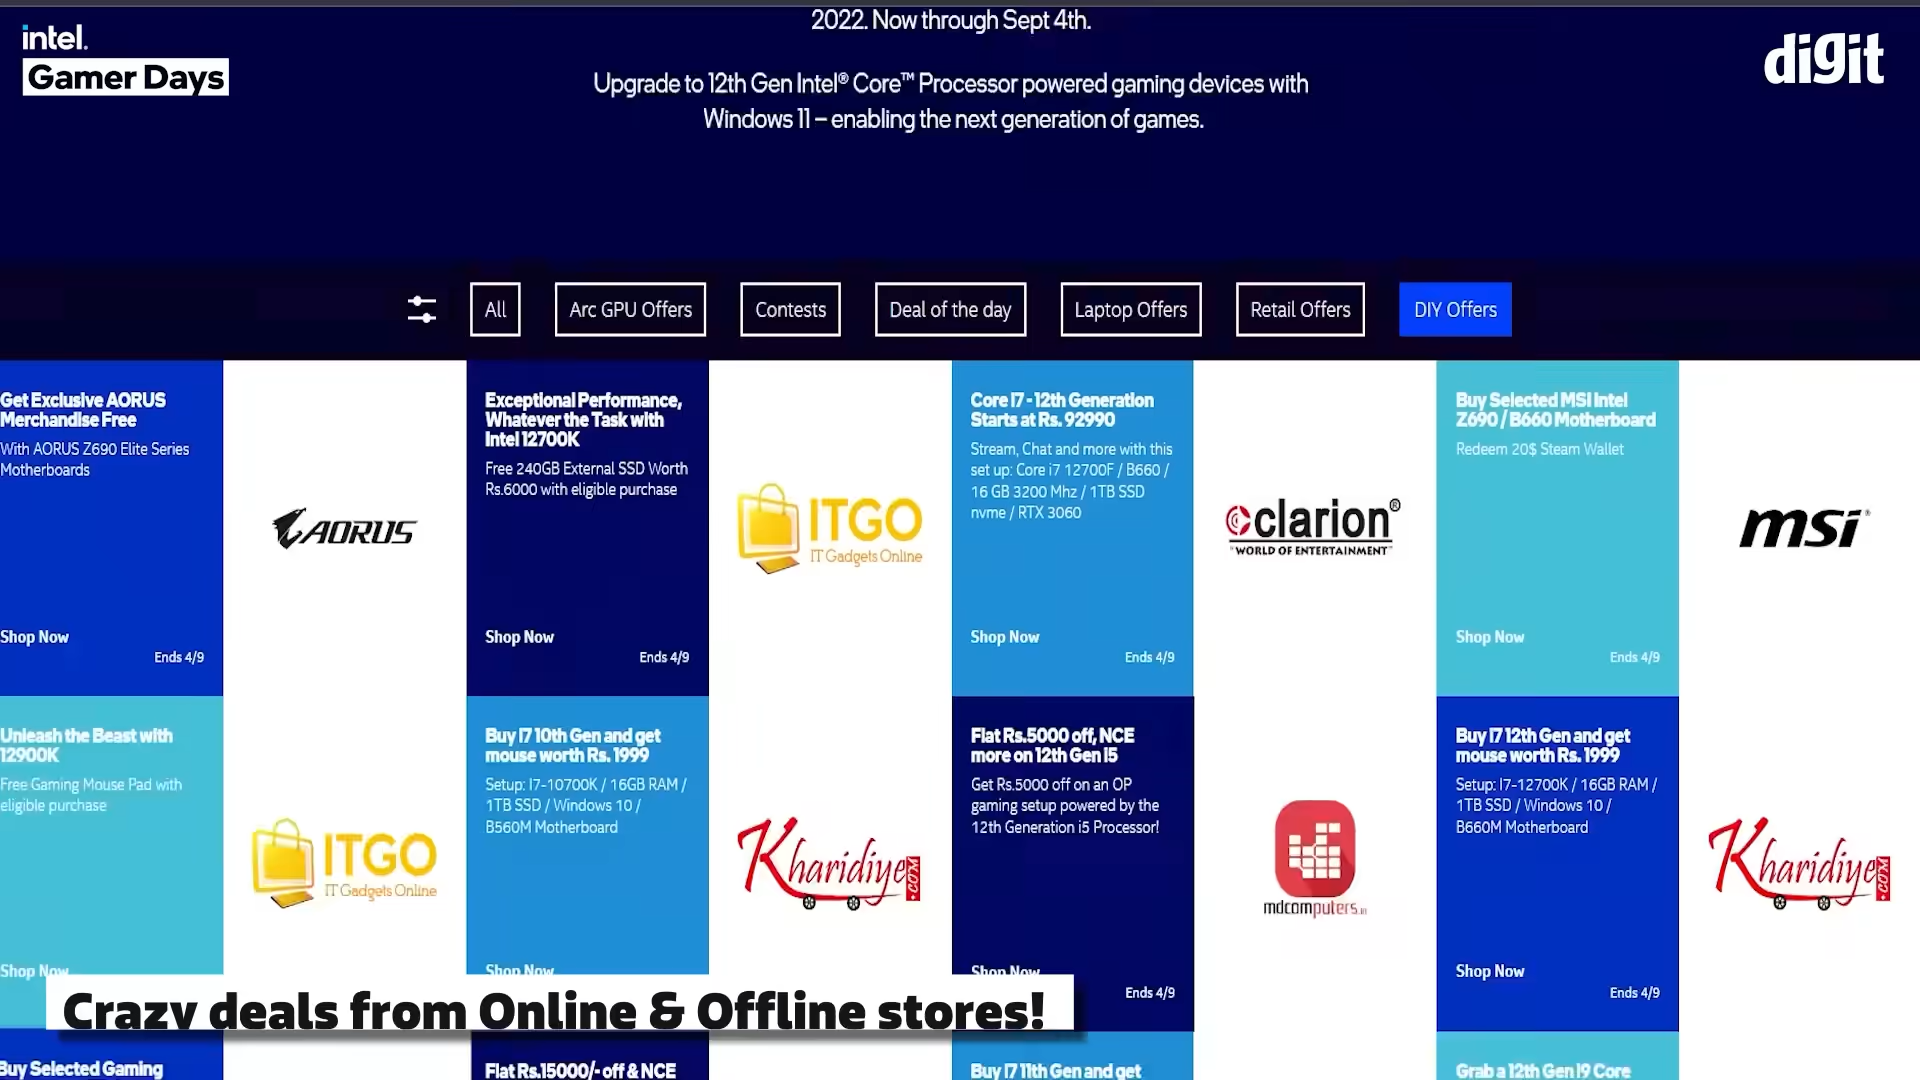 intel.
Gamer Days
2022. Now through Sept 4th.
digit
Upgrade to 12th Gen Intel® Core™ Processor powered gaming devices with
Windows 11 – enabling the next generation of games.
All
Arc GPU Offers
Contests
Deal of the day
Laptop Offers
Retail Offers
DIY Offers
Get Exclusive AORUS
Merchandise Free
With AORUS Z690 Elite Series
Motherboards
Shop Now
Ends 4/9
AORUS
Exceptional Performance,
Whatever the Task with
Intel 12700K
Free 240GB External SSD Worth
Rs.6000 with eligible purchase
Shop Now
Ends 4/9
ITGO
IT Gadgets Online
Core I7 - 12th Generation
Starts at Rs. 92990
Stream, Chat and more with this
set up: Core i7 12700F / B660 /
16 GB 3200 Mhz / 1TB SSD
nvme / RTX 3060
Shop Now
Ends 4/9
clarion®
WORLD OF ENTERTAINMENT™
Buy Selected MSI Intel
Z690 / B660 Motherboard
Redeem 20$ Steam Wallet
Shop Now
Ends 4/9
msi®
Unleash the Beast with
12900K
Free Gaming Mouse Pad with
eligible purchase
Shop Now
ITGO
IT Gadgets Online
Buy I7 10th Gen and get
mouse worth Rs. 1999
Setup: I7-10700K / 16GB RAM /
1TB SSD / Windows 10 /
B560M Motherboard
Shop Now
Kharidiye.COM
Flat Rs.5000 off, NCE
more on 12th Gen I5
Get Rs.5000 off on an OP
gaming setup powered by the
12th Generation i5 Processor!
Shop Now
Ends 4/9
mdcomputers.in
Buy I7 12th Gen and get
mouse worth Rs. 1999
Setup: I7-12700K / 16GB RAM /
1TB SSD / Windows 10 /
B660M Motherboard
Shop Now
Ends 4/9
Kharidiye.COM
Crazy deals from Online & Offline stores!
Buy Selected Gaming
Flat Rs.15000/- off & NCE
Buy I7 11th Gen and get
Grab a 12th Gen I9 Core